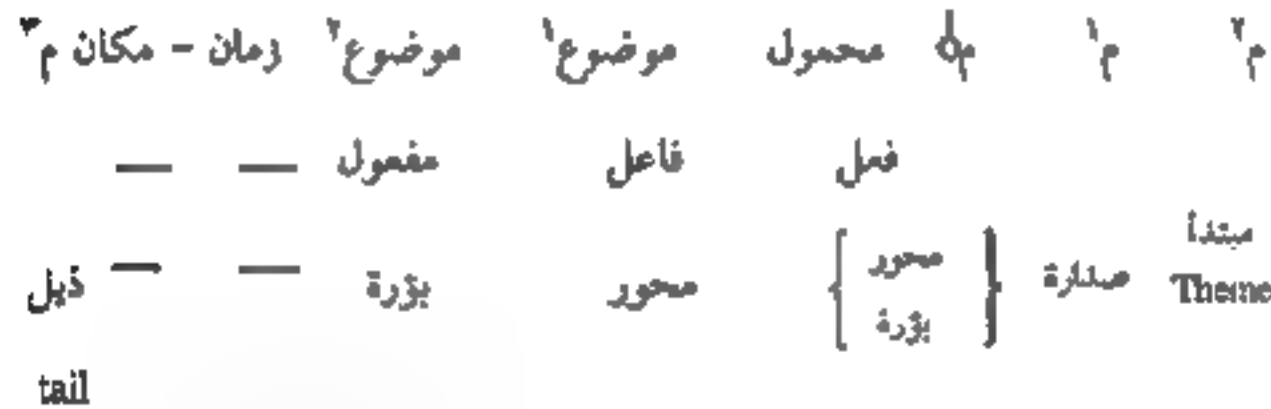 م٢ م١ مφ محمول موضوع١ موضوع٢ زمان - مكان م٣
فعل فاعل مفعول — —
مبتدأ صدارة { محور محور بؤرة — — ذيل
Theme بؤرة } tail